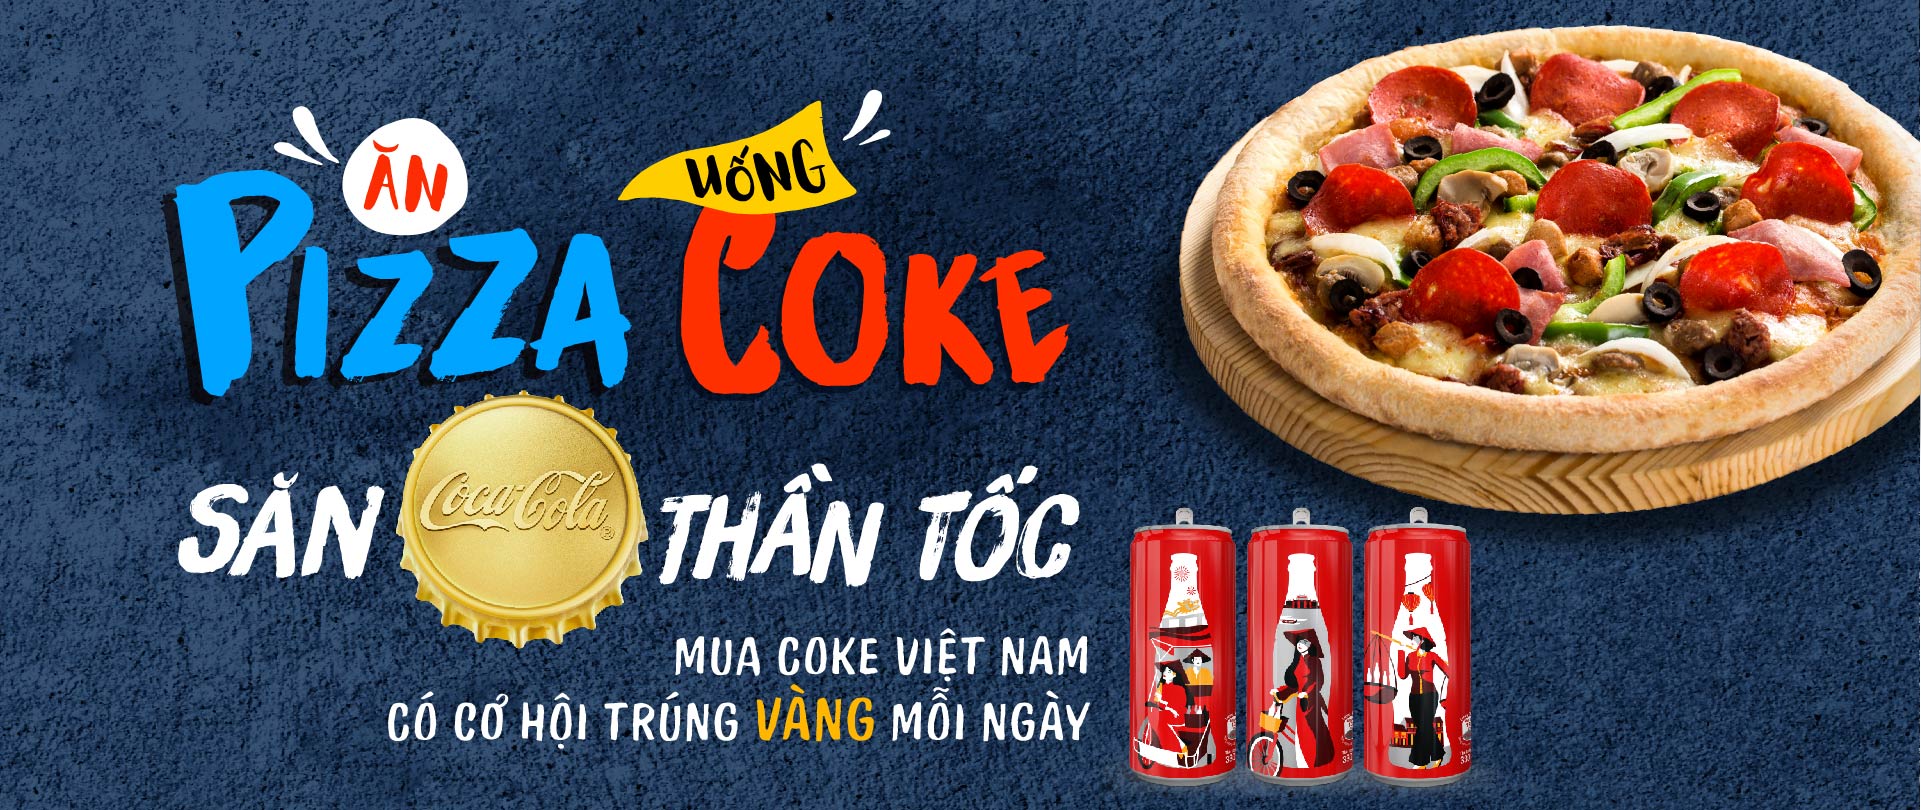 ĂN UỐNG
PIZZA COKE
SĂN Coca-Cola THẦN TỐC
MUA COKE VIỆT NAM
CÓ CƠ HỘI TRÚNG VÀNG MỖI NGÀY